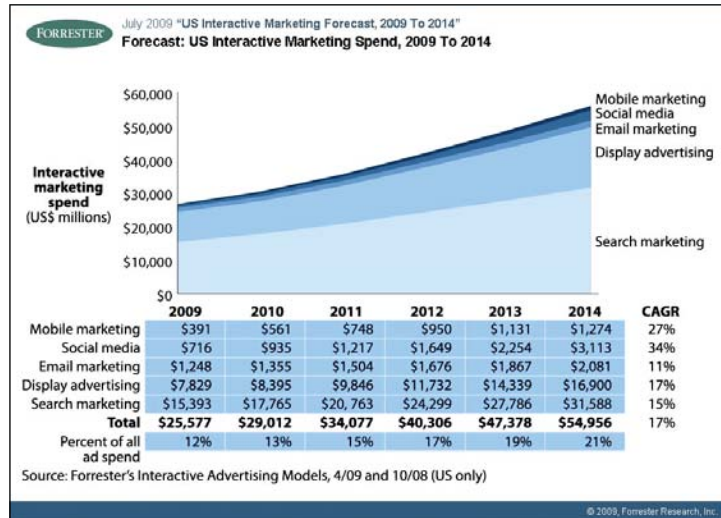 FORRESTER®
July 2009 “US Interactive Marketing Forecast, 2009 To 2014”
Forecast: US Interactive Marketing Spend, 2009 To 2014
$60,000
$50,000
$40,000
$30,000
$20,000
$10,000
$0
Interactive
marketing
spend
(US$ millions)
Mobile marketing
Social media
Email marketing
Display advertising
Search marketing
2009 2010 2011 2012 2013 2014 CAGR
Mobile marketing $391 $561 $748 $950 $1,131 $1,274 27%
Social media $716 $935 $1,217 $1,649 $2,254 $3,113 34%
Email marketing $1,248 $1,355 $1,504 $1,676 $1,867 $2,081 11%
Display advertising $7,829 $8,395 $9,846 $11,732 $14,339 $16,900 17%
Search marketing $15,393 $17,765 $20, 763 $24,299 $27,786 $31,588 15%
Total $25,577 $29,012 $34,077 $40,306 $47,378 $54,956 17%
Percent of all 12% 13% 15% 17% 19% 21%
ad spend
Source: Forrester’s Interactive Advertising Models, 4/09 and 10/08 (US only)
© 2009, Forrester Research, Inc.